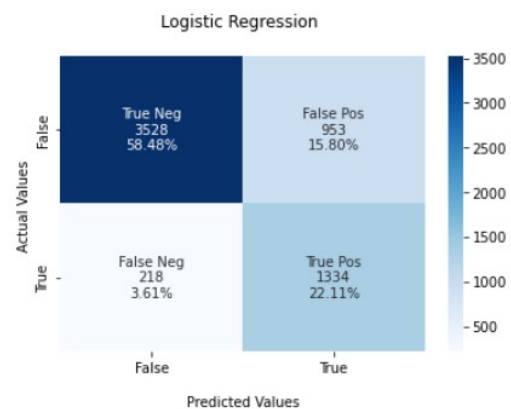 Logistic Regression
True Neg
3528
58.48%
False Pos
953
15.80%
False Neg
218
3.61%
True Pos
1334
22.11%
Actual Values
False
True
False
True
Predicted Values
3500
3000
2500
2000
1500
1000
500